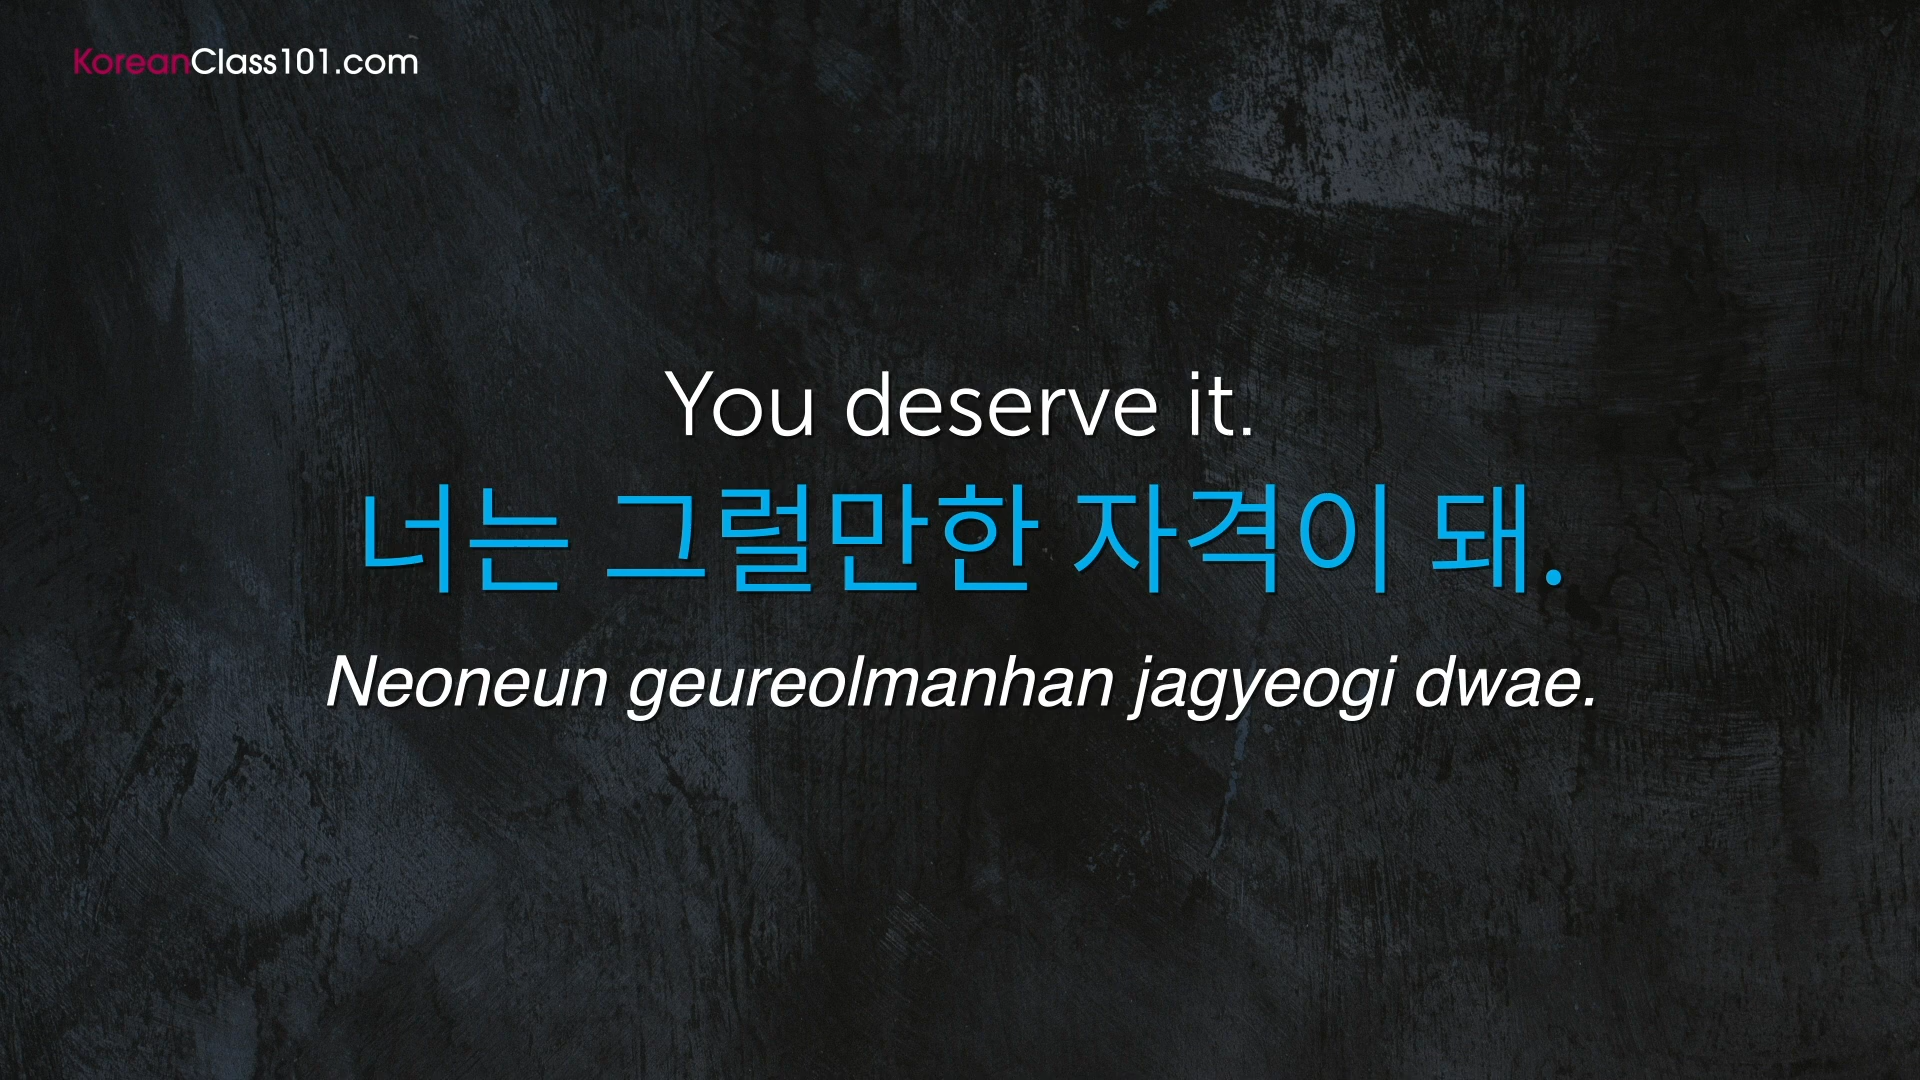 KoreanClass101.com
You deserve it.
너는 그럴만한 자격이 돼.
Neoneun geureolmanhan jagyeogi dwae.